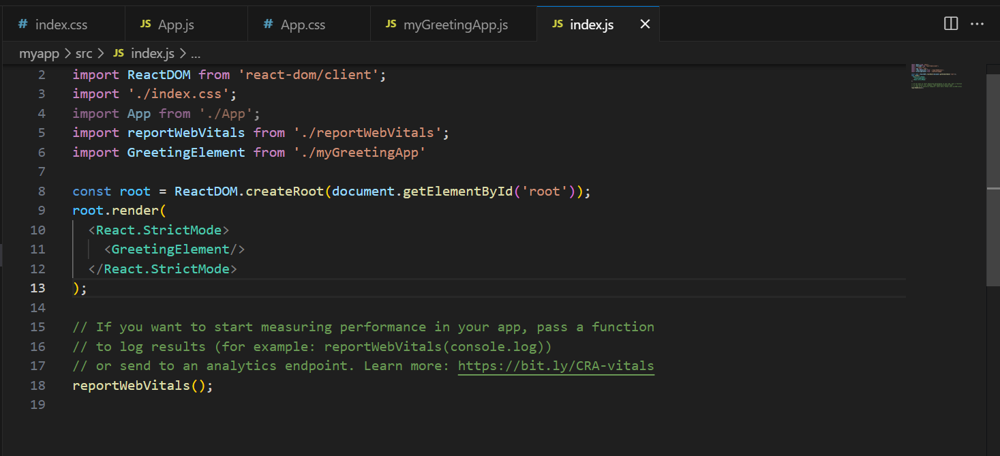 # index.css JS App.js # App.css JS myGreetingApp.js JS index.js
myapp > src > JS index.js > ...
2 import ReactDOM from 'react-dom/client';
3 import './index.css';
4 import App from './App';
5 import reportWebVitals from './reportWebVitals';
6 import GreetingElement from './myGreetingApp'
7
8 const root = ReactDOM.createRoot(document.getElementById('root'));
9 root.render(
10 <React.StrictMode>
11 <GreetingElement/>
12 </React.StrictMode>
13 );
14
15 // If you want to start measuring performance in your app, pass a function
16 // to log results (for example: reportWebVitals(console.log))
17 // or send to an analytics endpoint. Learn more: https://bit.ly/CRA-vitals
18 reportWebVitals();
19